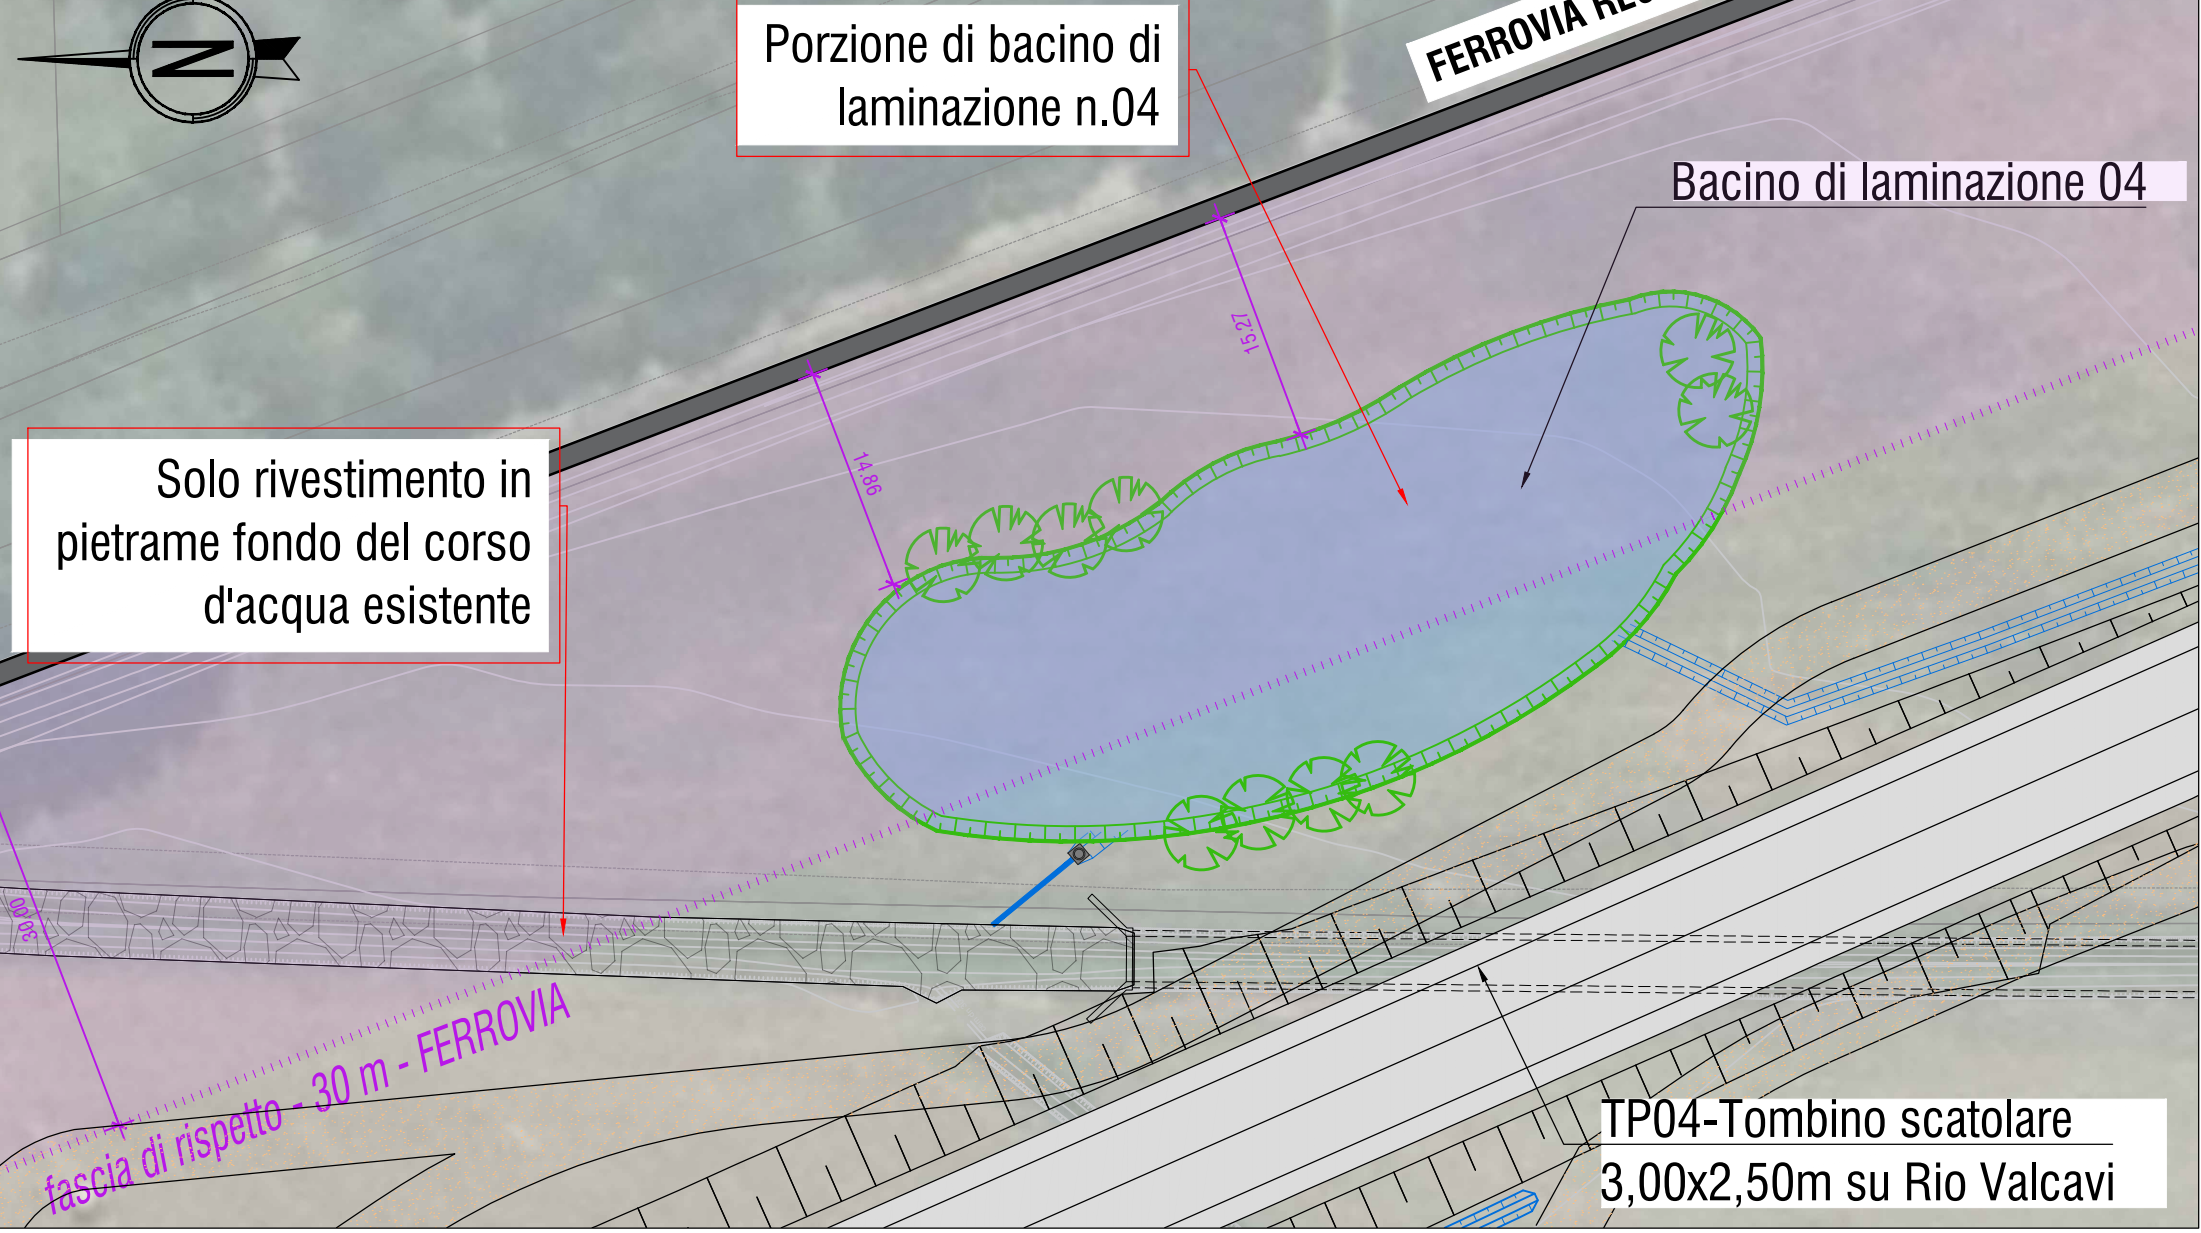 N
Porzione di bacino di
laminazione n.04
FERROVIA
Bacino di laminazione 04
15.27
14.86
Solo rivestimento in
pietrame fondo del corso
d'acqua esistente
30.00
fascia di rispetto - 30 m - FERROVIA
TP04-Tombino scatolare
3,00x2,50m su Rio Valcavi